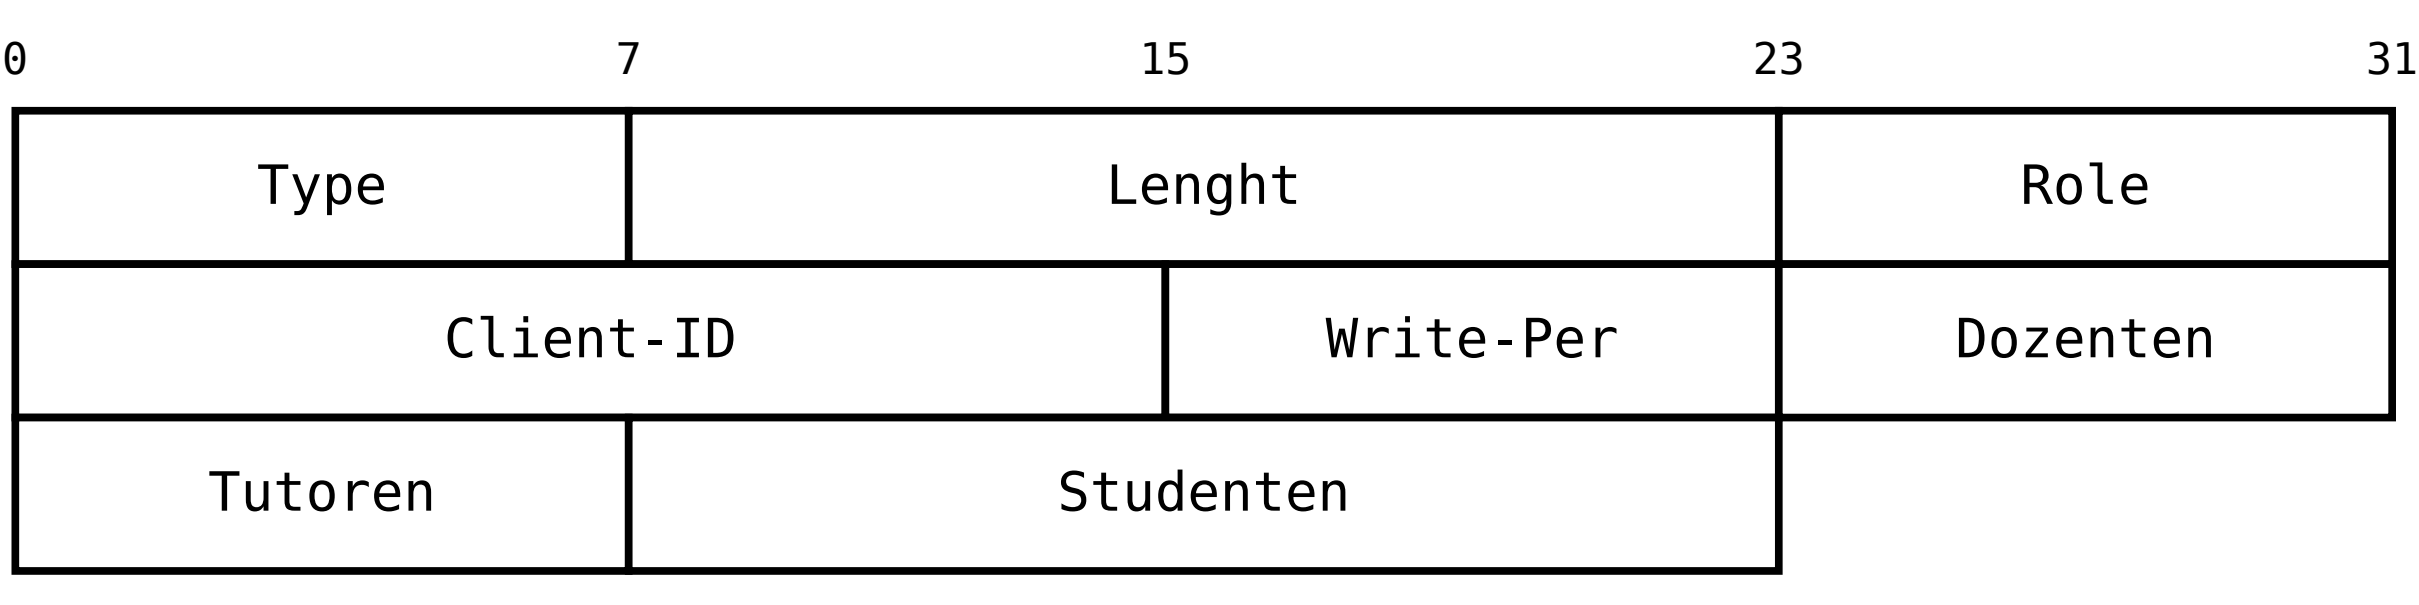 0 7 15 23 31
Type Lenght Role
Client-ID Write-Per Dozenten
Tutoren Studenten